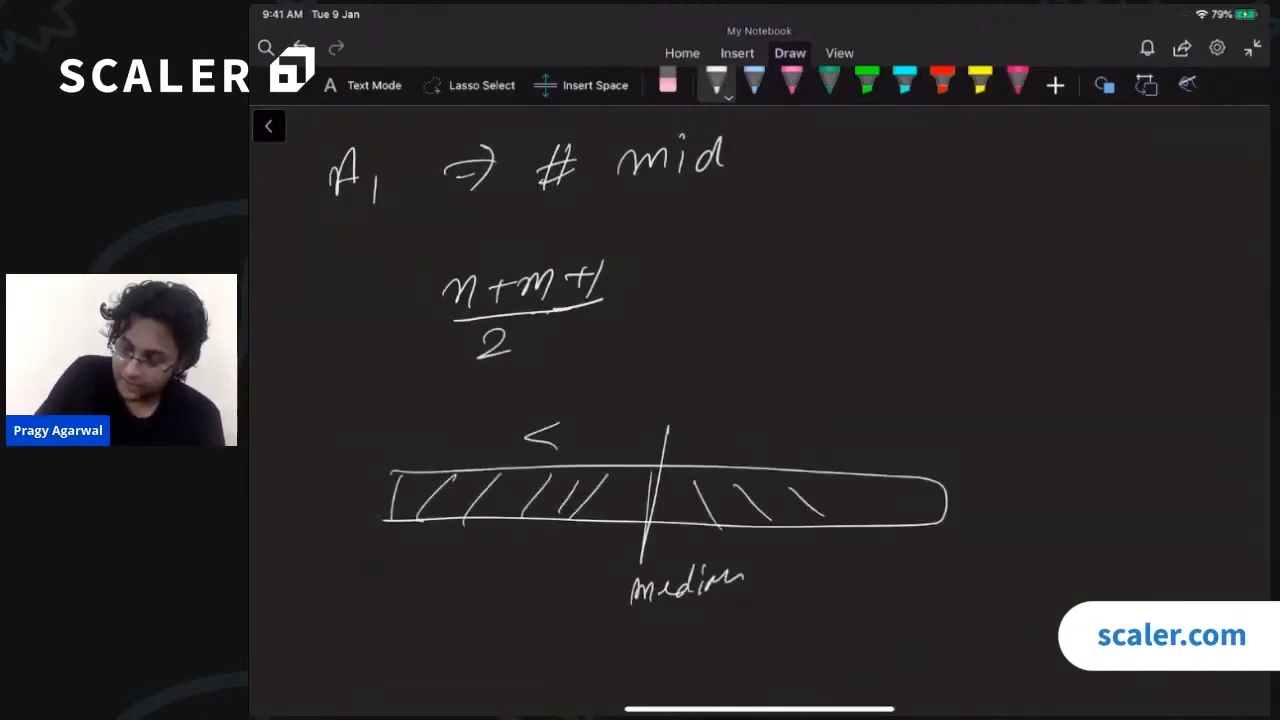 9:41 AM Tue 9 Jan
79%
My Notebook
Home Insert Draw View
SCALER
Text Mode Lasso Select Insert Space
A1 ⇒ # mid
n+m+1
2
<
median
Pragy Agarwal
scaler.com